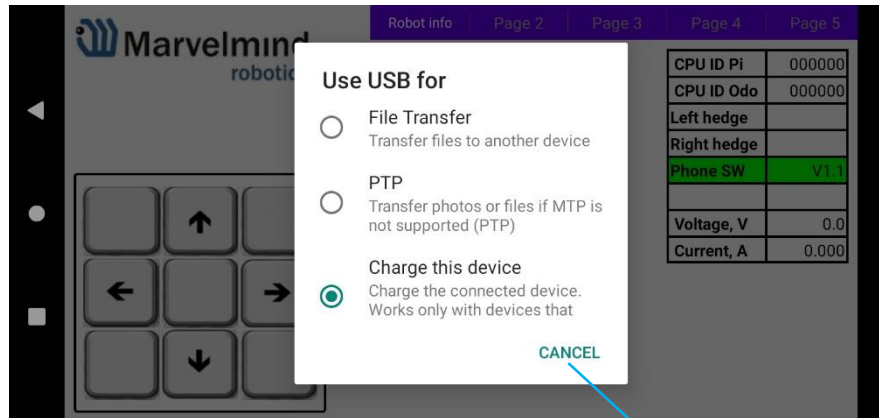 Robot info Page 2 Page 3 Page 4 Page 5
Marvelmind
robotic
Use USB for
File Transfer
Transfer files to another device
PTP
Transfer photos or files if MTP is
not supported (PTP)
Charge this device
Charge the connected device.
Works only with devices that
CANCEL
CPU ID Pi 000000
CPU ID Odo 000000
Left hedge
Right hedge
Phone SW V1.1
Voltage, V 0.0
Current, A 0.000